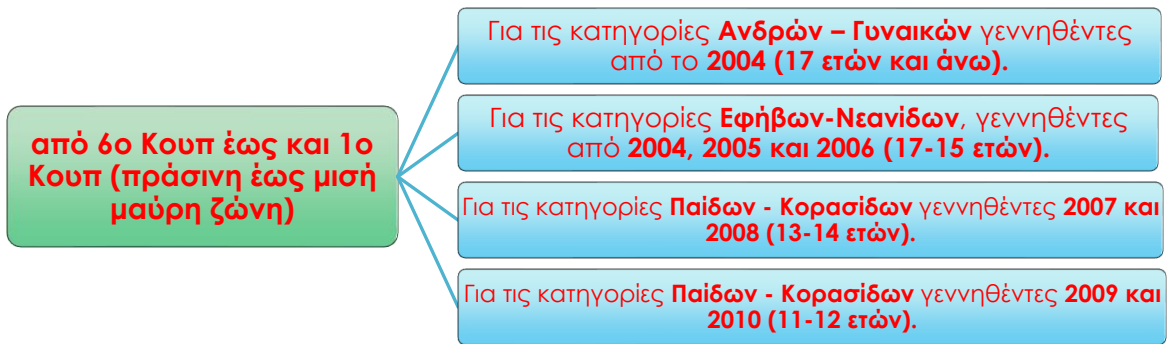 από 6ο Κουπ έως και 1ο
Κουπ (πράσινη έως μισή
μαύρη ζώνη)
Για τις κατηγορίες Ανδρών – Γυναικών γεννηθέντες
από το 2004 (17 ετών και άνω).
Για τις κατηγορίες Εφήβων-Νεανίδων, γεννηθέντες
από 2004, 2005 και 2006 (17-15 ετών).
Για τις κατηγορίες Παίδων - Κορασίδων γεννηθέντες 2007 και
2008 (13-14 ετών).
Για τις κατηγορίες Παίδων - Κορασίδων γεννηθέντες 2009 και
2010 (11-12 ετών).